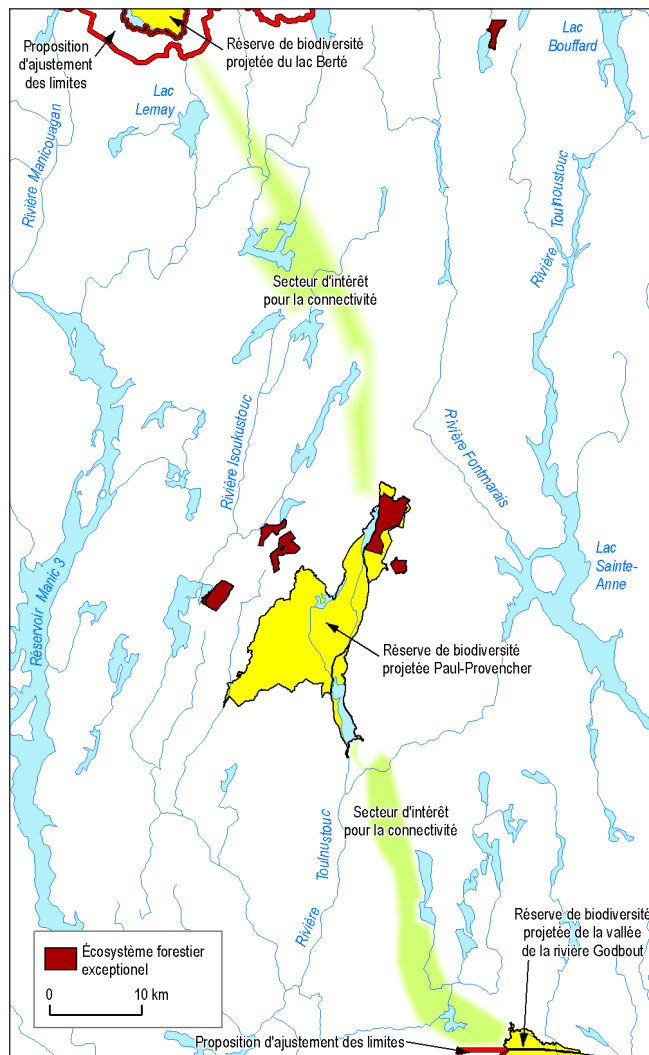 Proposition
d'ajustement
des limites
Réserve de biodiversité
projetée du lac Berté
Lac
Bouffard
Lac
Lemay
Rivière Manicouagan
Rivière
Toulnoustouc
Secteur d'intérêt
pour la connectivité
Rivière Isoukustouc
Rivière Fontmarais
Lac
Sainte-
Anne
Réservoir Manic 3
Réserve de biodiversité
projetée Paul-Provencher
Secteur d'intérêt
pour la connectivité
Rivière
Toulnustouc
Réserve de biodiversité
projetée de la vallée
de la rivière Godbout
Écosystème forestier
exceptionel
0 10 km
Proposition d'ajustement des limites